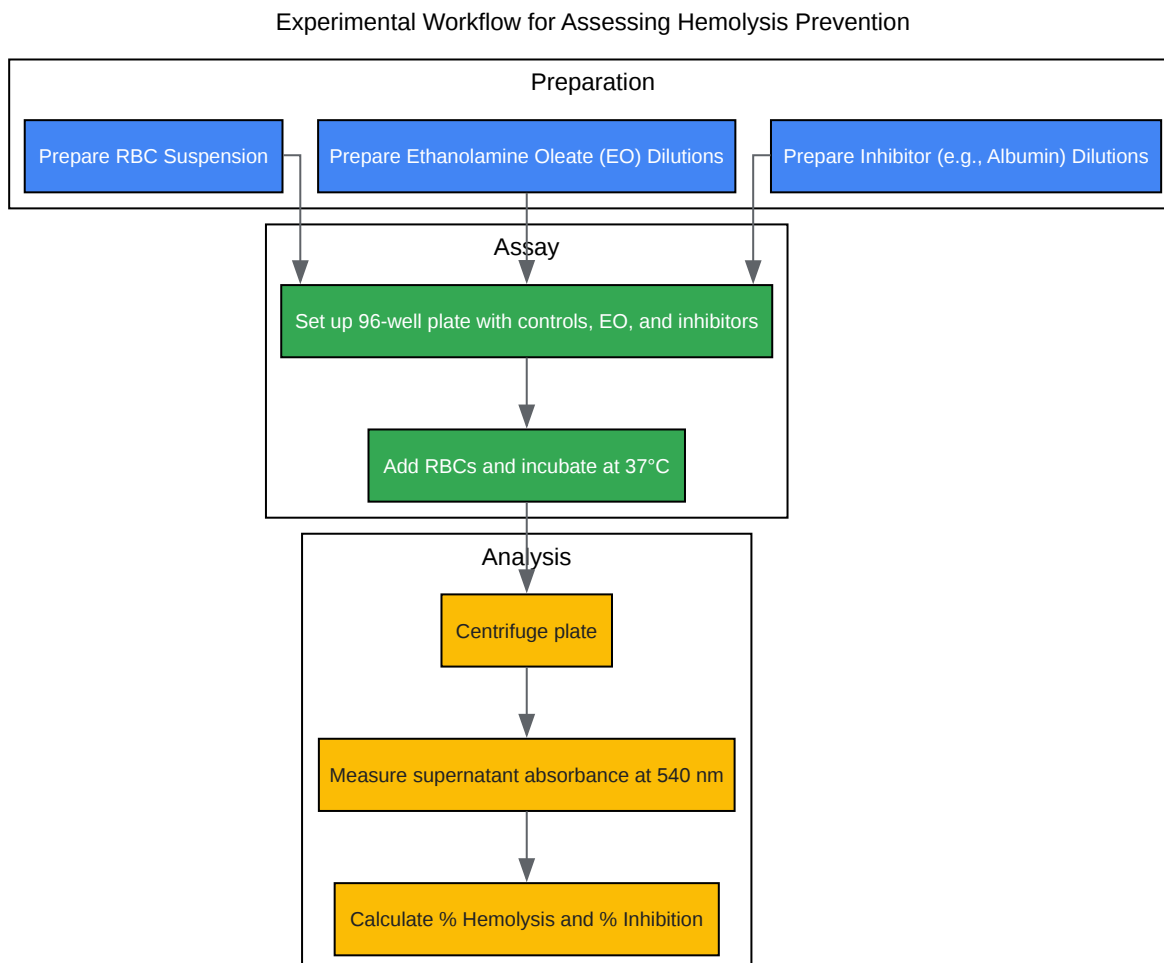 Experimental Workflow for Assessing Hemolysis Prevention
Preparation
Prepare RBC Suspension
Prepare Ethanolamine Oleate (EO) Dilutions
Prepare Inhibitor (e.g., Albumin) Dilutions
Assay
Set up 96-well plate with controls, EO, and inhibitors
Add RBCs and incubate at 37°C
Analysis
Centrifuge plate
Measure supernatant absorbance at 540 nm
Calculate % Hemolysis and % Inhibition